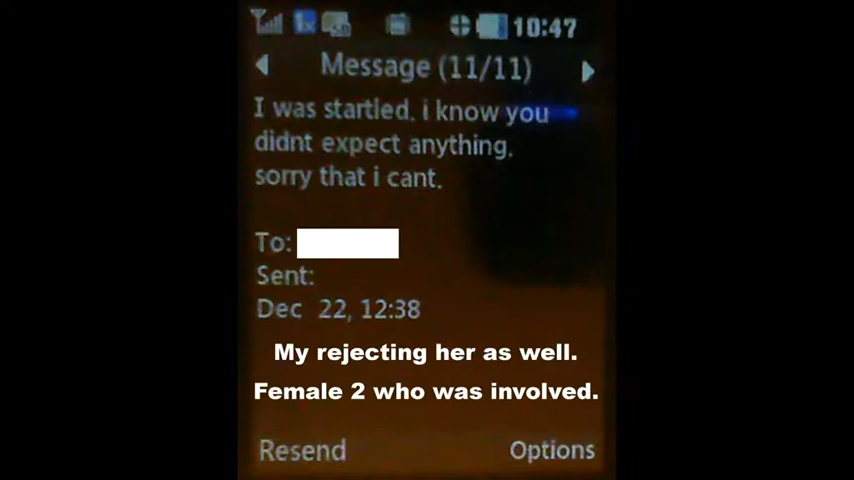 1x 10:47
Message (11/11)
I was startled. i know you
didnt expect anything.
sorry that i cant.
To:
Sent:
Dec 22, 12:38
My rejecting her as well.
Female 2 who was involved.
Resend Options